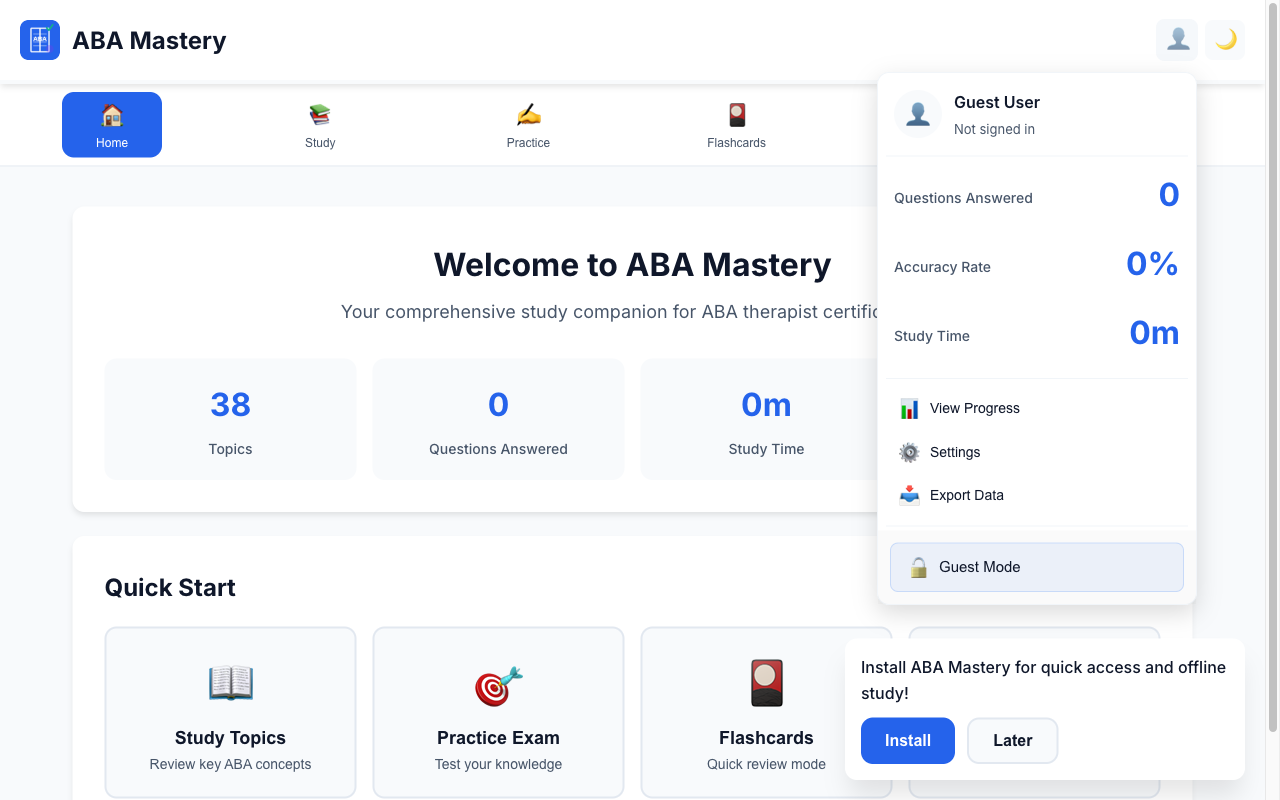 ABA
ABA Mastery
Home
Study
Practice
Flashcards
Guest User
Not signed in
Questions Answered
0
Accuracy Rate
0%
Study Time
0m
View Progress
Settings
Export Data
Guest Mode
Welcome to ABA Mastery
Your comprehensive study companion for ABA therapist
38
Topics
0
Questions Answered
0m
Study Time
Quick Start
Study Topics
Review key ABA concepts
Practice Exam
Test your knowledge
Flashcards
Quick review mode
Install ABA Mastery for quick access and offline
study!
Install
Later